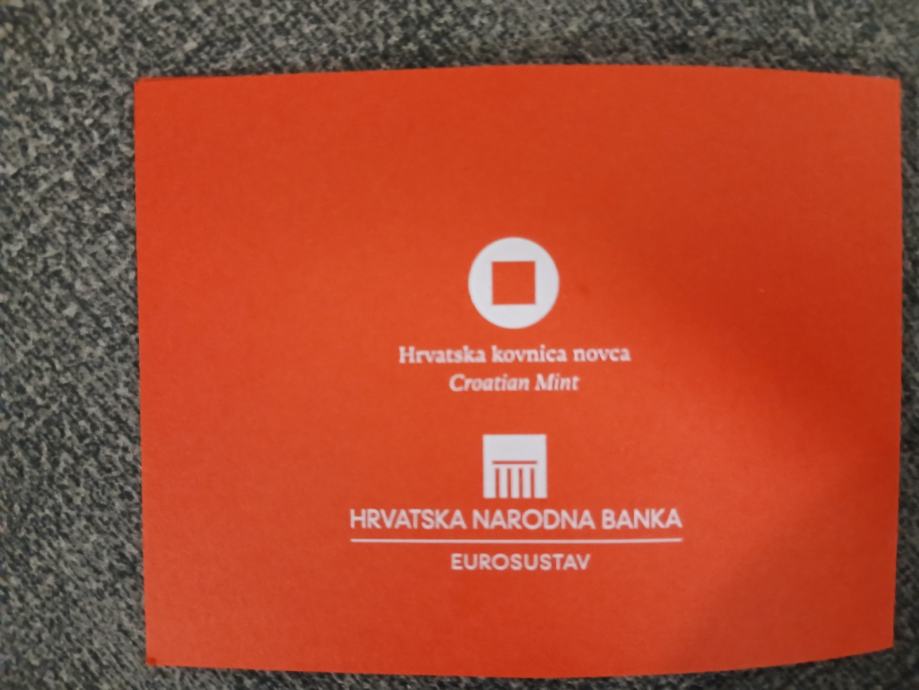 Hrvatska kovnica novca
Croatian Mint
HRVATSKA NARODNA BANKA
EUROSUSTAV